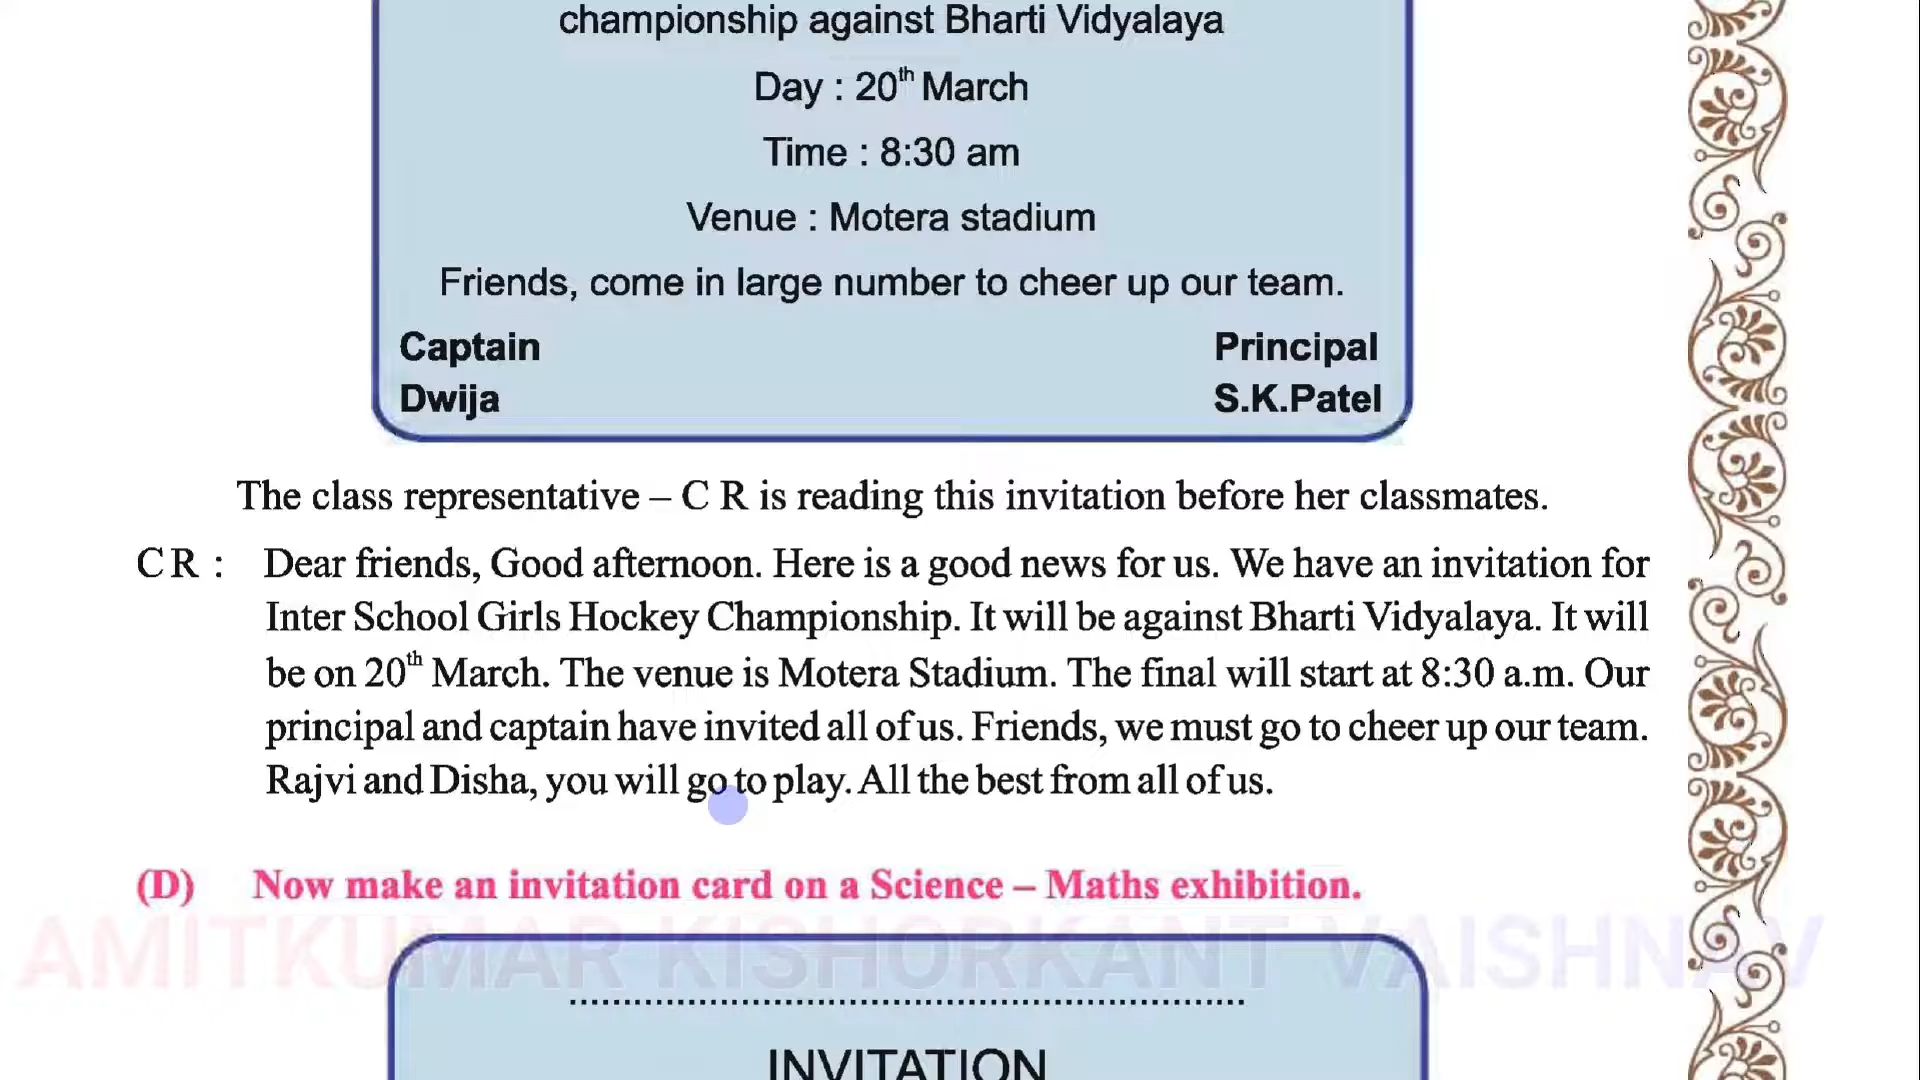 championship against Bharti Vidyalaya
Day : 20th March
Time : 8:30 am
Venue : Motera stadium
Friends, come in large number to cheer up our team.
Captain Principal
Dwija S.K.Patel
The class representative – C R is reading this invitation before her classmates.
C R : Dear friends, Good afternoon. Here is a good news for us. We have an invitation for
Inter School Girls Hockey Championship. It will be against Bharti Vidyalaya. It will
be on 20th March. The venue is Motera Stadium. The final will start at 8:30 a.m. Our
principal and captain have invited all of us. Friends, we must go to cheer up our team.
Rajvi and Disha, you will go to play. All the best from all of us.
(D) Now make an invitation card on a Science – Maths exhibition.
AMITKUMAR KISHORKANT VAISHNAV
INVITATION